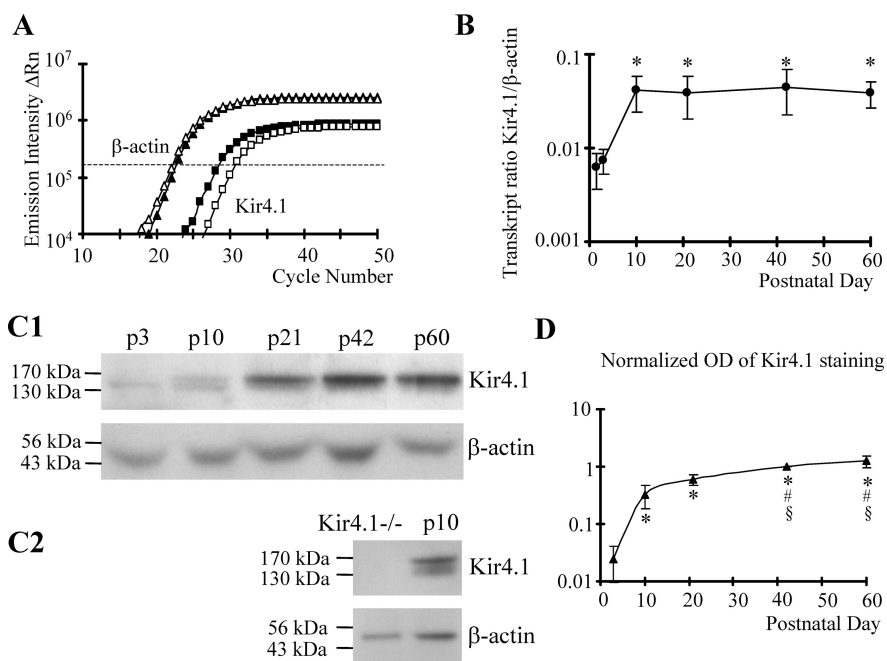 A
Emission Intensity ΔRn
10⁷
10⁶
10⁵
10⁴
β-actin
Kir4.1
10 20 30 40 50
Cycle Number
B
Transkript ratio Kir4.1/β-actin
0.1
0.01
0.001
* * * *
0 10 20 30 40 50 60
Postnatal Day
C1
p3 p10 p21 p42 p60
170 kDa
130 kDa
Kir4.1
56 kDa
43 kDa
β-actin
C2
Kir4.1-/- p10
170 kDa
130 kDa
Kir4.1
56 kDa
43 kDa
β-actin
D
Normalized OD of Kir4.1 staining
10
1
0.1
0.01
* * * *
# #
§ §
0 10 20 30 40 50 60
Postnatal Day